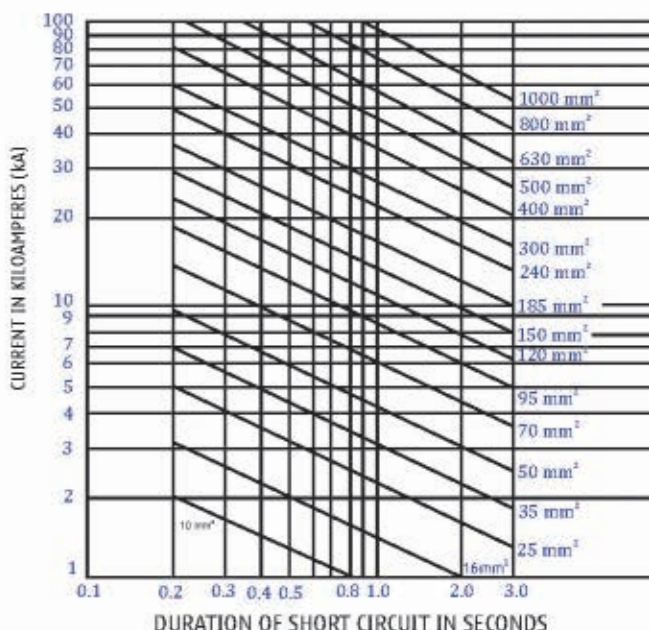 100
90
80
70
60
50
40
30
20
10
9
8
7
6
5
4
3
2
1
CURRENT IN KILOAMPERES (kA)
1000 mm²
800 mm²
630 mm²
500 mm²
400 mm²
300 mm²
240 mm²
185 mm²
150 mm²
120 mm²
95 mm²
70 mm²
50 mm²
35 mm²
25 mm²
16mm²
10 mm²
0.1 0.2 0.3 0.4 0.5 0.8 1.0 2.0 3.0
DURATION OF SHORT CIRCUIT IN SECONDS